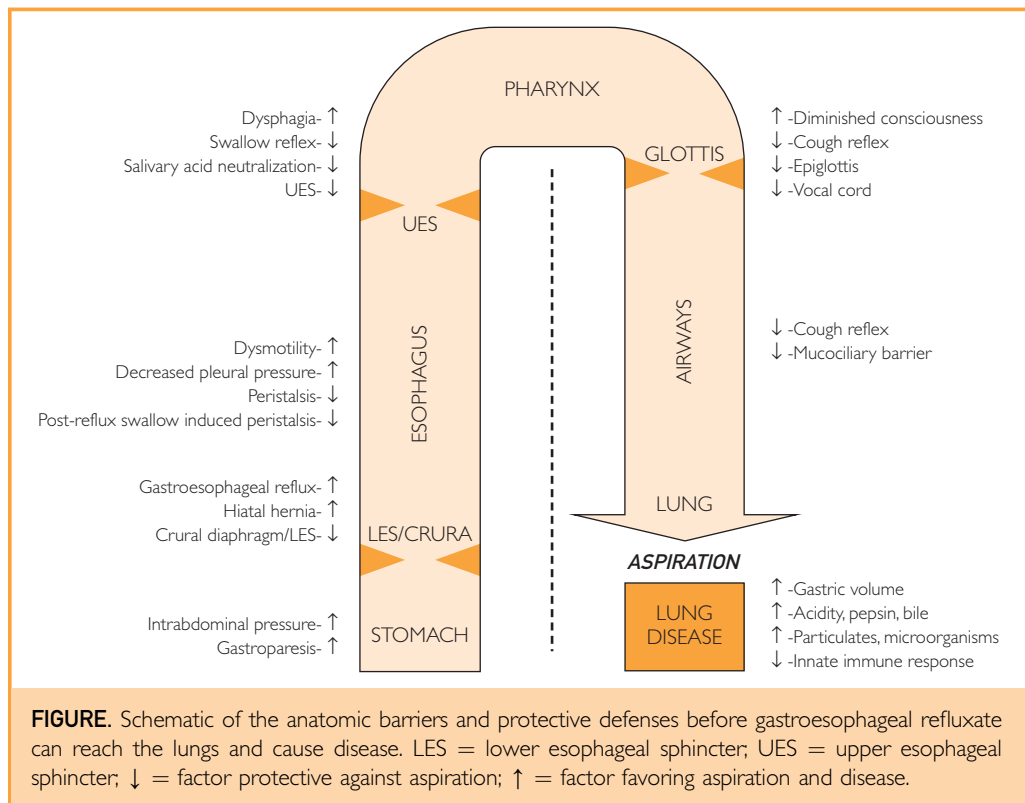 PHARYNX
Dysphagia- ↑
Swallow reflex- ↓
Salivary acid neutralization- ↓
UES- ↓
↑ -Diminished consciousness
↓ -Cough reflex
↓ -Epiglottis
↓ -Vocal cord
GLOTTIS
UES
ESOPHAGUS
AIRWAYS
Dysmotility- ↑
Decreased pleural pressure- ↑
Peristalsis- ↓
Post-reflux swallow induced peristalsis- ↓
↓ -Cough reflex
↓ -Mucociliary barrier
Gastroesophageal reflux- ↑
Hiatal hernia- ↑
Crural diaphragm/LES- ↓
LES/CRURA
LUNG
ASPIRATION
Intrabdominal pressure- ↑
Gastroparesis- ↑
STOMACH
LUNG
DISEASE
↑ -Gastric volume
↑ -Acidity, pepsin, bile
↑ -Particulates, microorganisms
↓ -Innate immune response
FIGURE. Schematic of the anatomic barriers and protective defenses before gastroesophageal refluxate
can reach the lungs and cause disease. LES = lower esophageal sphincter; UES = upper esophageal
sphincter; ↓ = factor protective against aspiration; ↑ = factor favoring aspiration and disease.